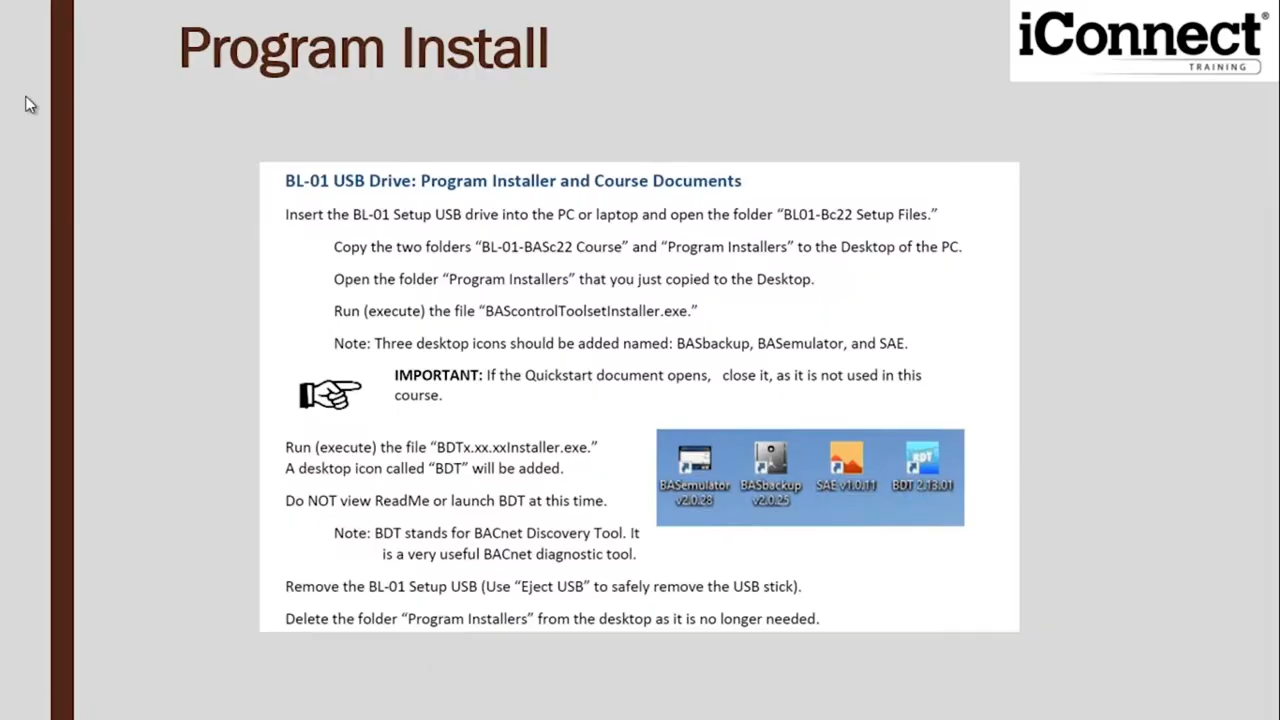 Program Install
iConnect®
TRAINING
BL-01 USB Drive: Program Installer and Course Documents
Insert the BL-01 Setup USB drive into the PC or laptop and open the folder “BL01-Bc22 Setup Files.”
Copy the two folders “BL-01-BASc22 Course” and “Program Installers” to the Desktop of the PC.
Open the folder “Program Installers” that you just copied to the Desktop.
Run (execute) the file “BAScontrolToolsetInstaller.exe.”
Note: Three desktop icons should be added named: BASbackup, BASemulator, and SAE.
IMPORTANT: If the Quickstart document opens, close it, as it is not used in this
course.
Run (execute) the file “BDTx.xx.xxInstaller.exe.”
A desktop icon called “BDT” will be added.
Do NOT view ReadMe or launch BDT at this time.
Note: BDT stands for BACnet Discovery Tool. It
is a very useful BACnet diagnostic tool.
BDT
BASemulator BASbackup SAE v1.0.11 BDT 2.13.01
v2.0.28 v2.0.25
Remove the BL-01 Setup USB (Use “Eject USB” to safely remove the USB stick).
Delete the folder “Program Installers” from the desktop as it is no longer needed.